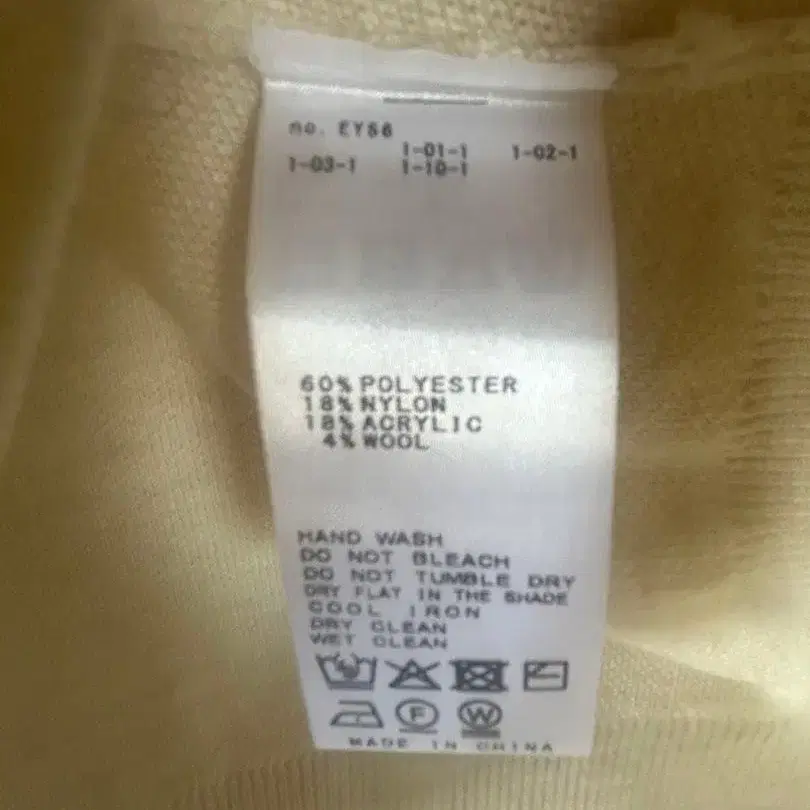 no. EY56
1-01-1 1-02-1
1-03-1 1-10-1
60% POLYESTER
18% NYLON
18% ACRYLIC
4% WOOL
HAND WASH
DO NOT BLEACH
DO NOT TUMBLE DRY
DRY FLAT IN THE SHADE
COOL IRON
DRY CLEAN
WET CLEAN
F W
MADE IN CHINA